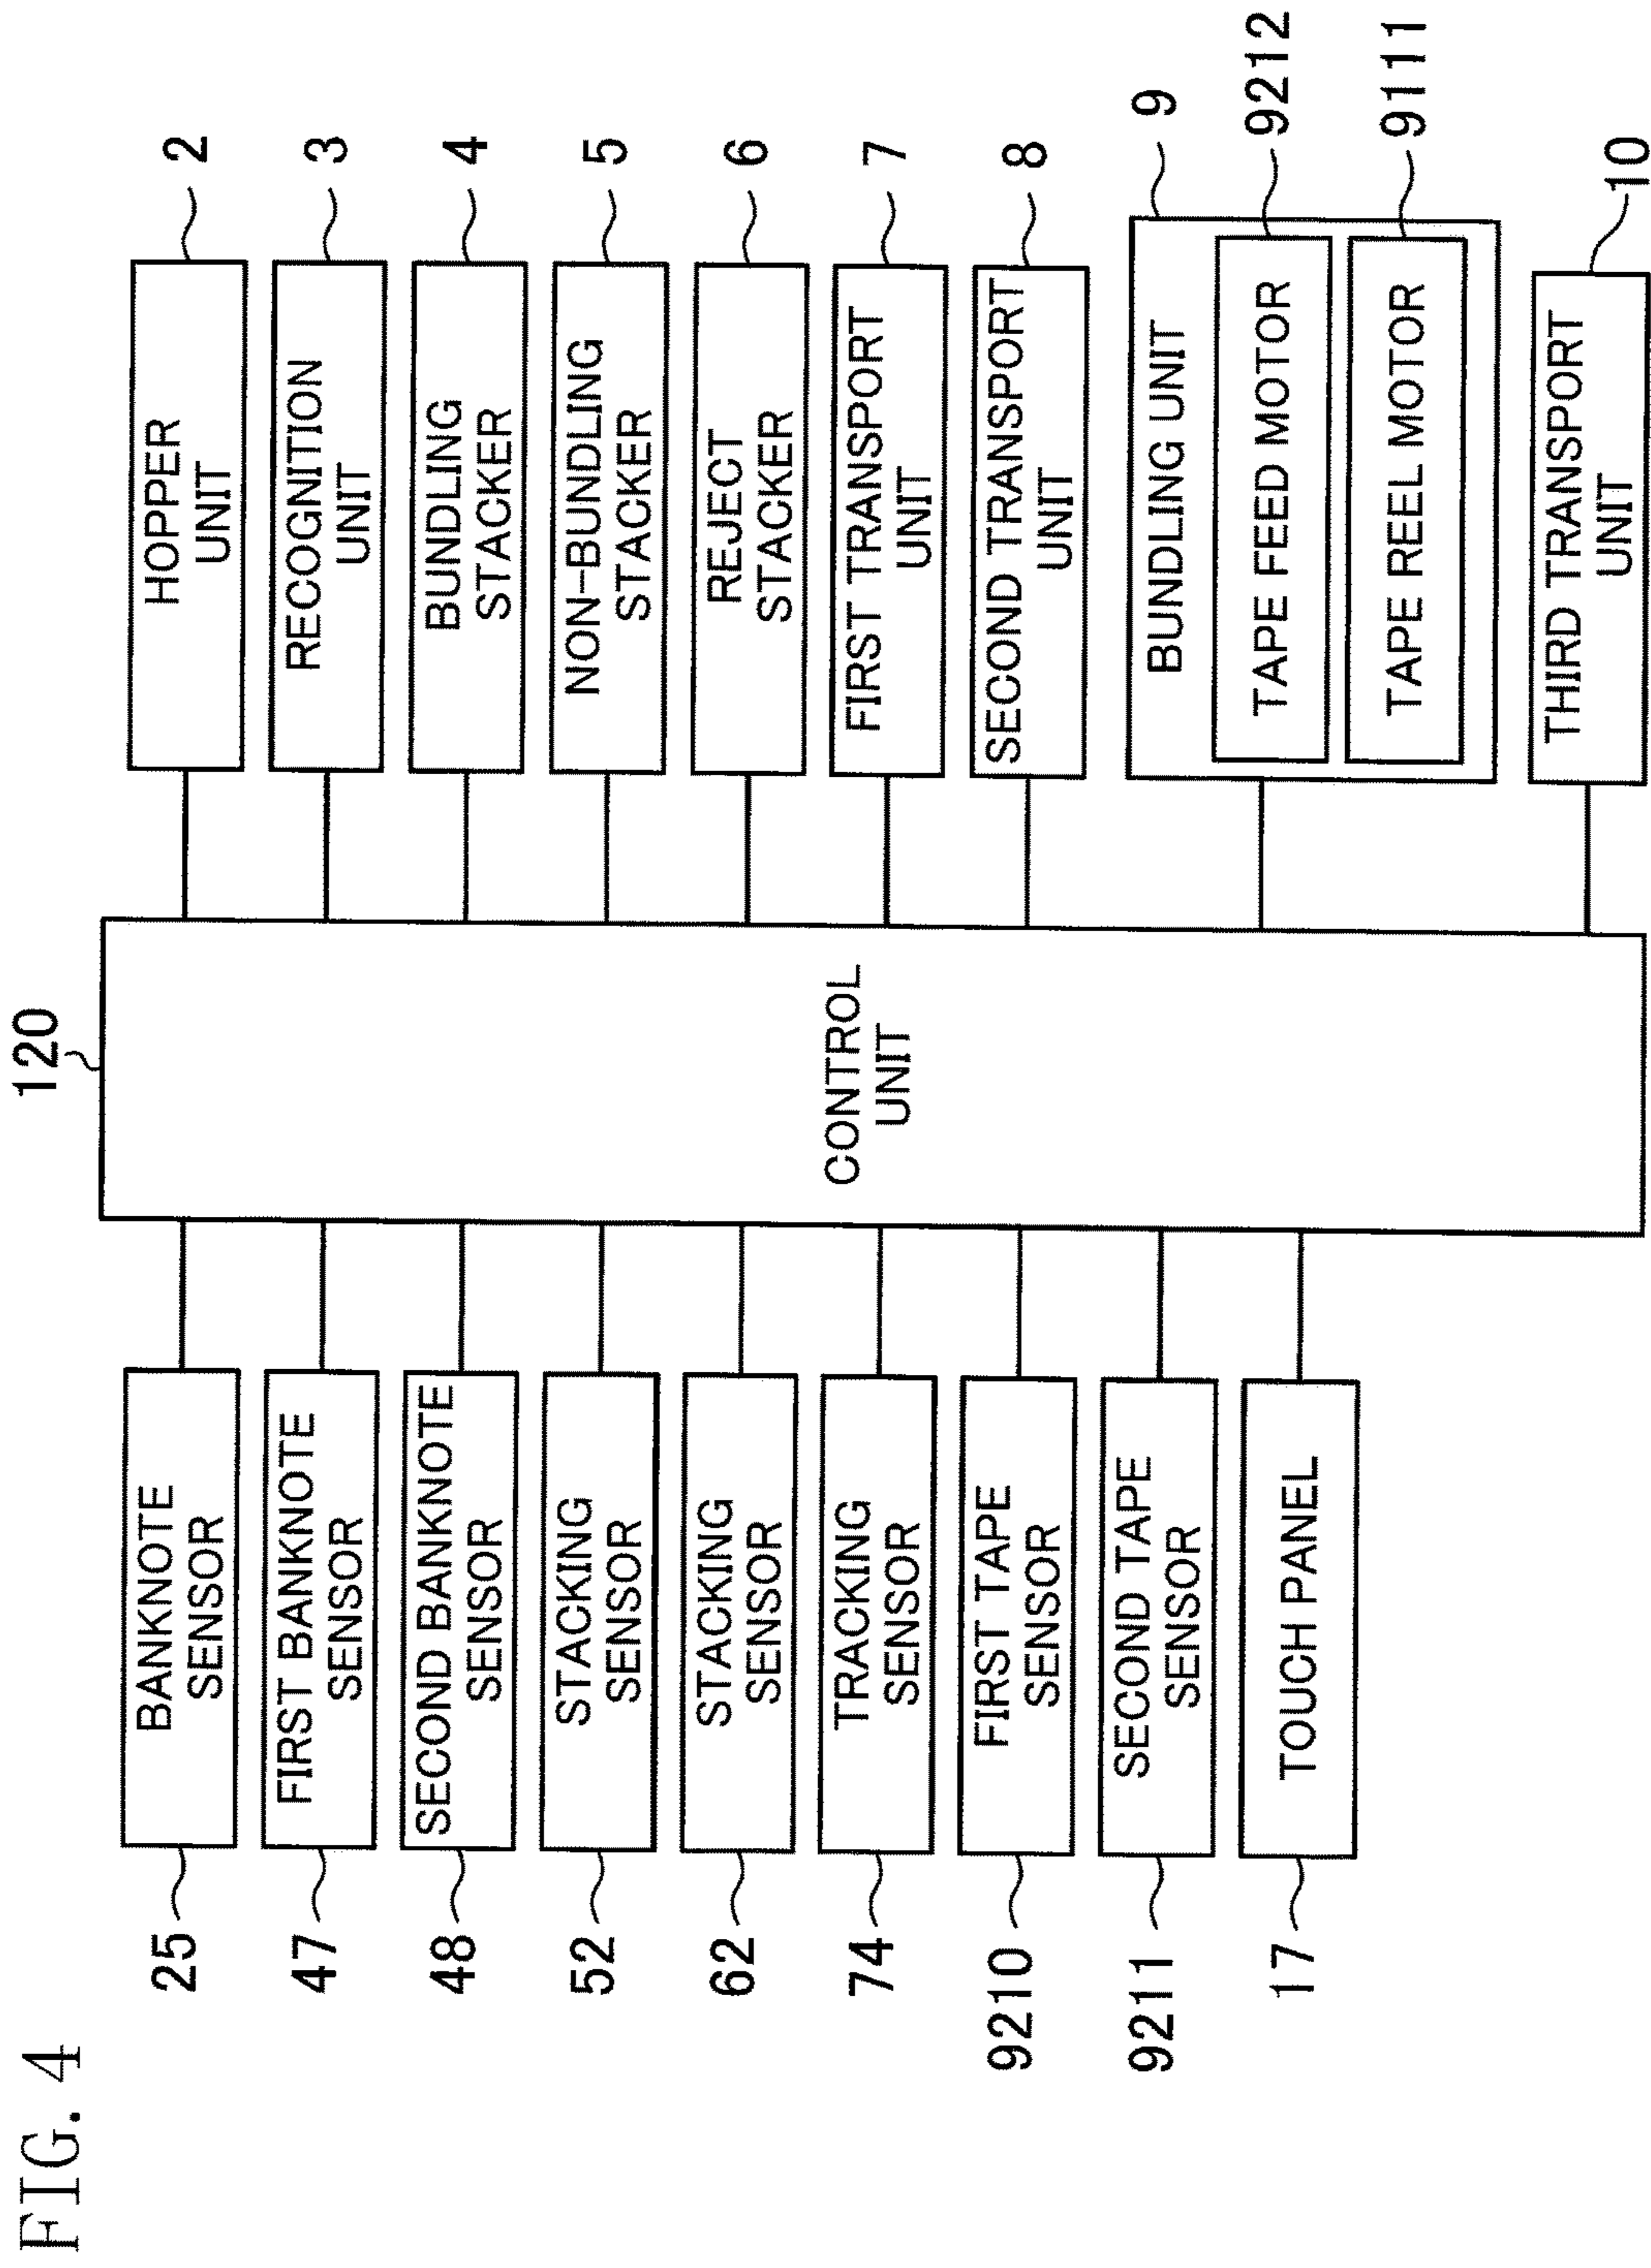 FIG. 4
120
CONTROL
UNIT
25
BANKNOTE
SENSOR
47
FIRST BANKNOTE
SENSOR
48
SECOND BANKNOTE
SENSOR
52
STACKING
SENSOR
62
STACKING
SENSOR
74
TRACKING
SENSOR
9210
FIRST TAPE
SENSOR
9211
SECOND TAPE
SENSOR
17
TOUCH PANEL
HOPPER
UNIT
2
RECOGNITION
UNIT
3
BUNDLING
STACKER
4
NON-BUNDLING
STACKER
5
REJECT
STACKER
6
FIRST TRANSPORT
UNIT
7
SECOND TRANSPORT
UNIT
8
BUNDLING UNIT
9
TAPE FEED MOTOR
9212
TAPE REEL MOTOR
9111
THIRD TRANSPORT
UNIT
10